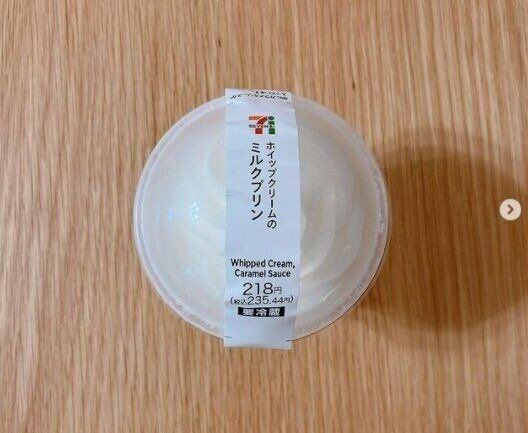 SEVEN & i
ホイップクリームの
ミルクプリン
Whipped Cream,
Caramel Sauce
218円
(税込235.44円)
要冷蔵